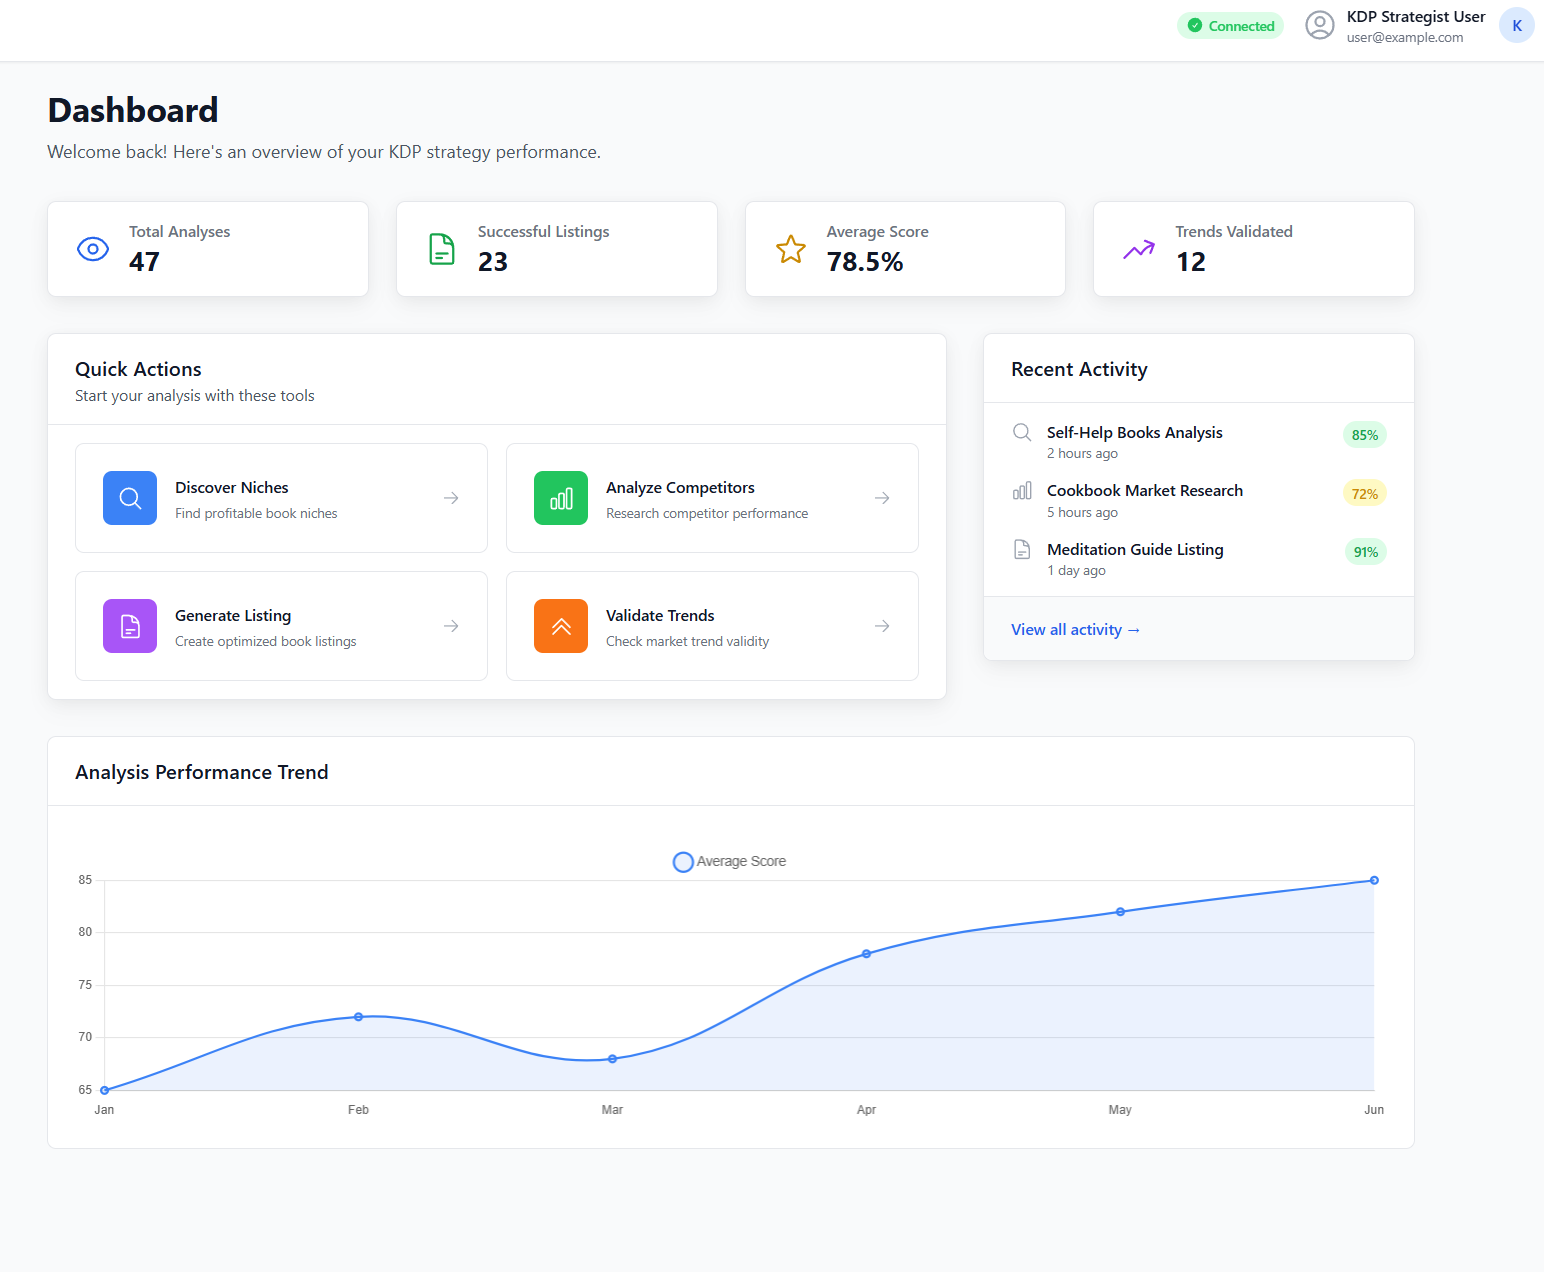 Connected
KDP Strategist User
user@example.com
K
Dashboard
Welcome back! Here's an overview of your KDP strategy performance.
Total Analyses
47
Successful Listings
23
Average Score
78.5%
Trends Validated
12
Quick Actions
Start your analysis with these tools
Discover Niches
Find profitable book niches
Analyze Competitors
Research competitor performance
Generate Listing
Create optimized book listings
Validate Trends
Check market trend validity
Recent Activity
Self-Help Books Analysis
2 hours ago
85%
Cookbook Market Research
5 hours ago
72%
Meditation Guide Listing
1 day ago
91%
View all activity →
Analysis Performance Trend
Average Score
85
80
75
70
65
Jan Feb Mar Apr May Jun